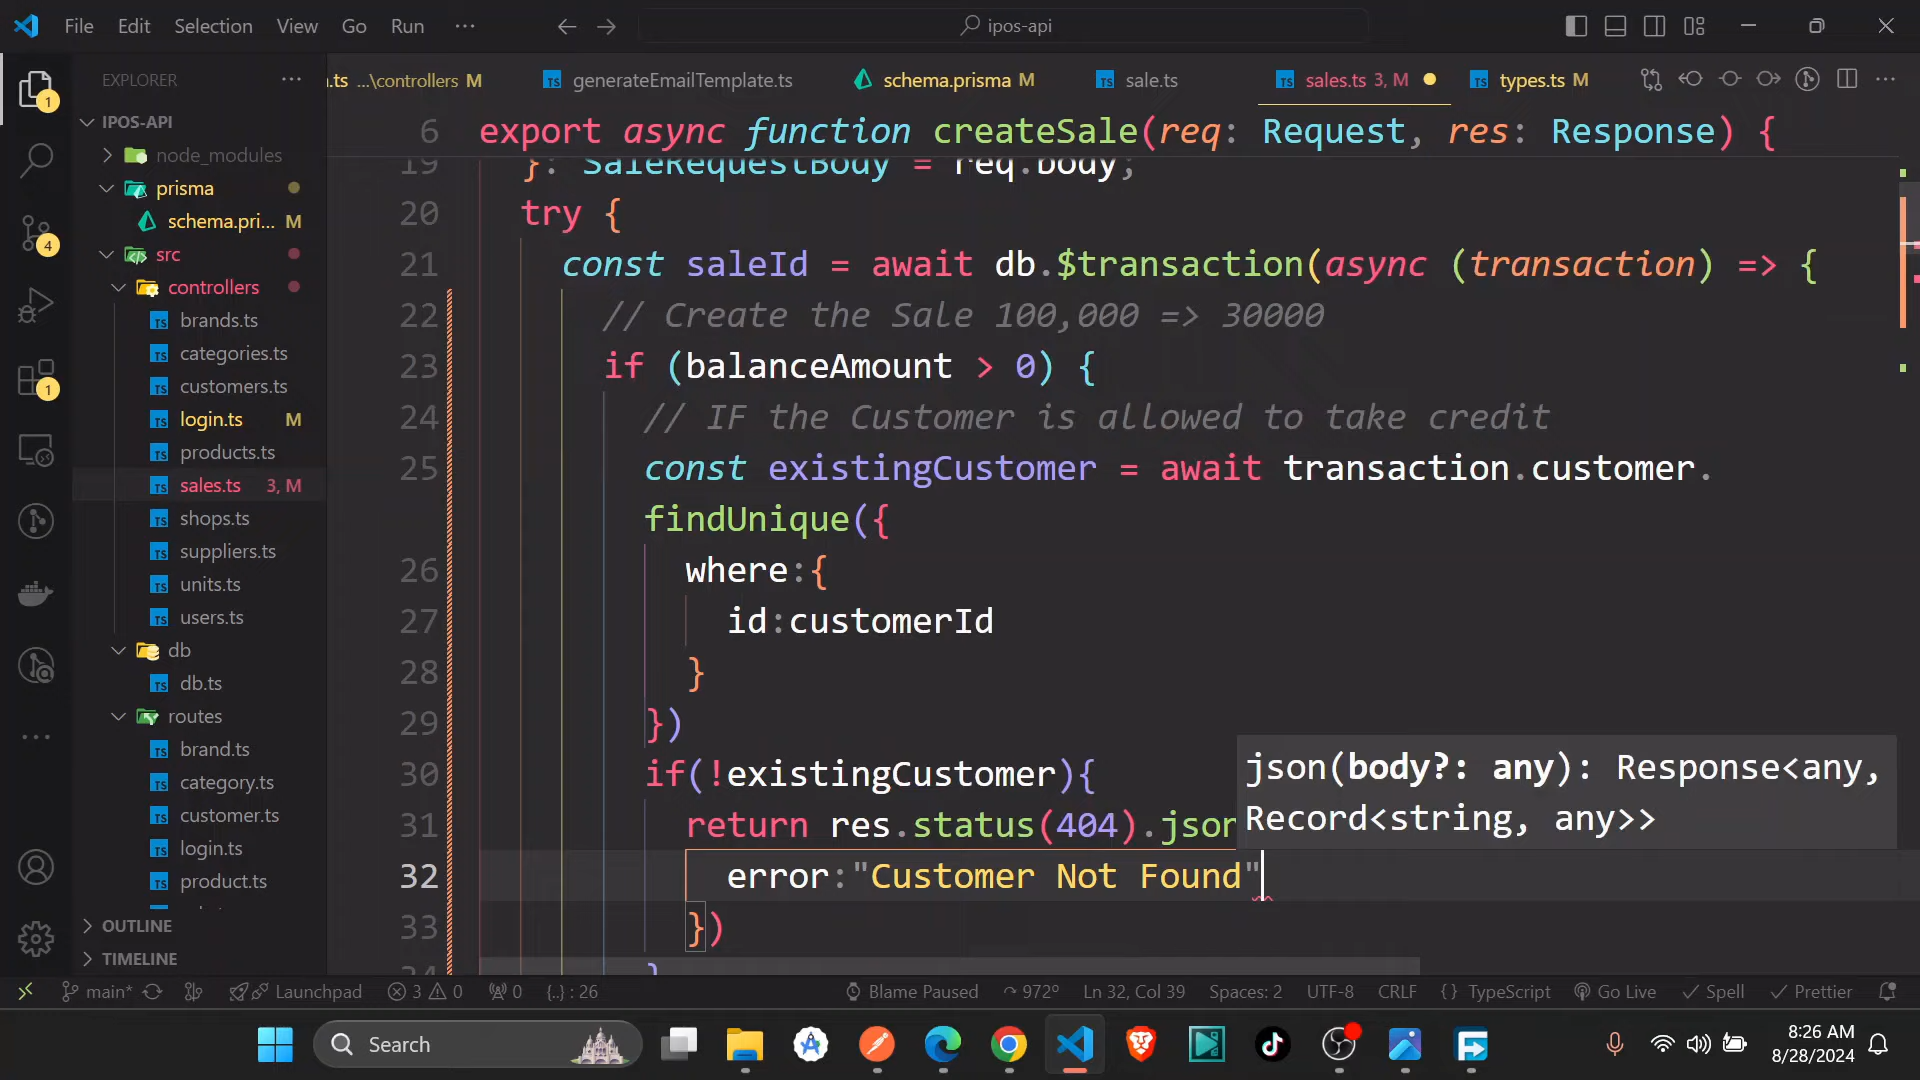 File Edit Selection View Go Run ···
ipos-api
EXPLORER
.ts ...\controllers M
generateEmailTemplate.ts
schema.prisma M
sale.ts
sales.ts 3, M
types.ts M
IPOS-API
node_modules
prisma
schema.pri... M
src
controllers
brands.ts
categories.ts
customers.ts
login.ts M
products.ts
sales.ts 3, M
shops.ts
suppliers.ts
units.ts
users.ts
db
db.ts
routes
brand.ts
category.ts
customer.ts
login.ts
product.ts
OUTLINE
TIMELINE
1
4
1
6 export async function createSale(req: Request, res: Response) {
19 }: SaleRequestBody = req.body;
20 try {
21 const saleId = await db.$transaction(async (transaction) => {
22 // Create the Sale 100,000 => 30000
23 if (balanceAmount > 0) {
24 // IF the Customer is allowed to take credit
25 const existingCustomer = await transaction.customer.
findUnique({
26 where:{
27 id:customerId
28 }
29 })
30 if(!existingCustomer){
31 return res.status(404).json
32 error:"Customer Not Found"
33 })
34 }
json(body?: any): Response<any,
Record<string, any>>
main* Launchpad 3 0 0 {..} : 26 Blame Paused 972° Ln 32, Col 39 Spaces: 2 UTF-8 CRLF {} TypeScript Go Live Spell Prettier
Search
8:26 AM
8/28/2024